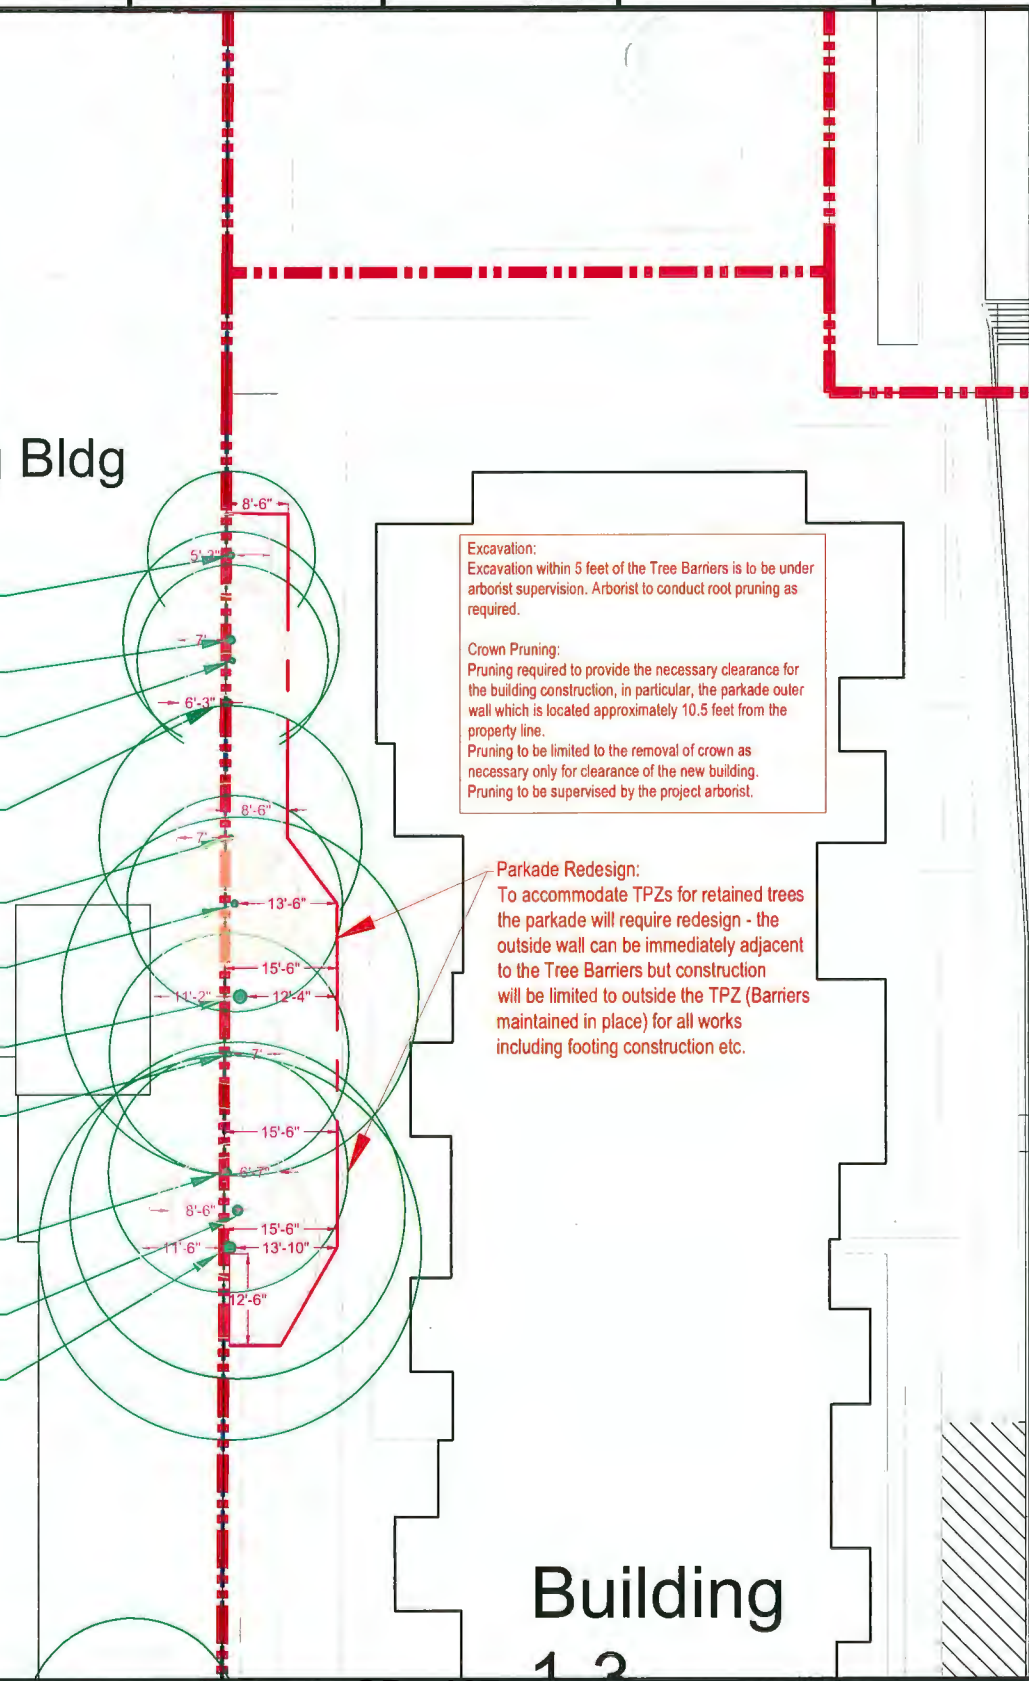 Bldg
8'-6"
5'-3"
7'
6'-3"
8'-6"
7'
13'-6"
15'-6"
11'-2"
12'-4"
7'
15'-6"
6'-7"
8'-6"
15'-6"
11'-6"
13'-10"
12'-6"
Excavation:
Excavation within 5 feet of the Tree Barriers is to be under
arborist supervision. Arborist to conduct root pruning as
required.
Crown Pruning:
Pruning required to provide the necessary clearance for
the building construction, in particular, the parkade outer
wall which is located approximately 10.5 feet from the
property line.
Pruning to be limited to the removal of crown as
necessary only for clearance of the new building.
Pruning to be supervised by the project arborist.
Parkade Redesign:
To accommodate TPZs for retained trees
the parkade will require redesign - the
outside wall can be immediately adjacent
to the Tree Barriers but construction
will be limited to outside the TPZ (Barriers
maintained in place) for all works
including footing construction etc.
Building